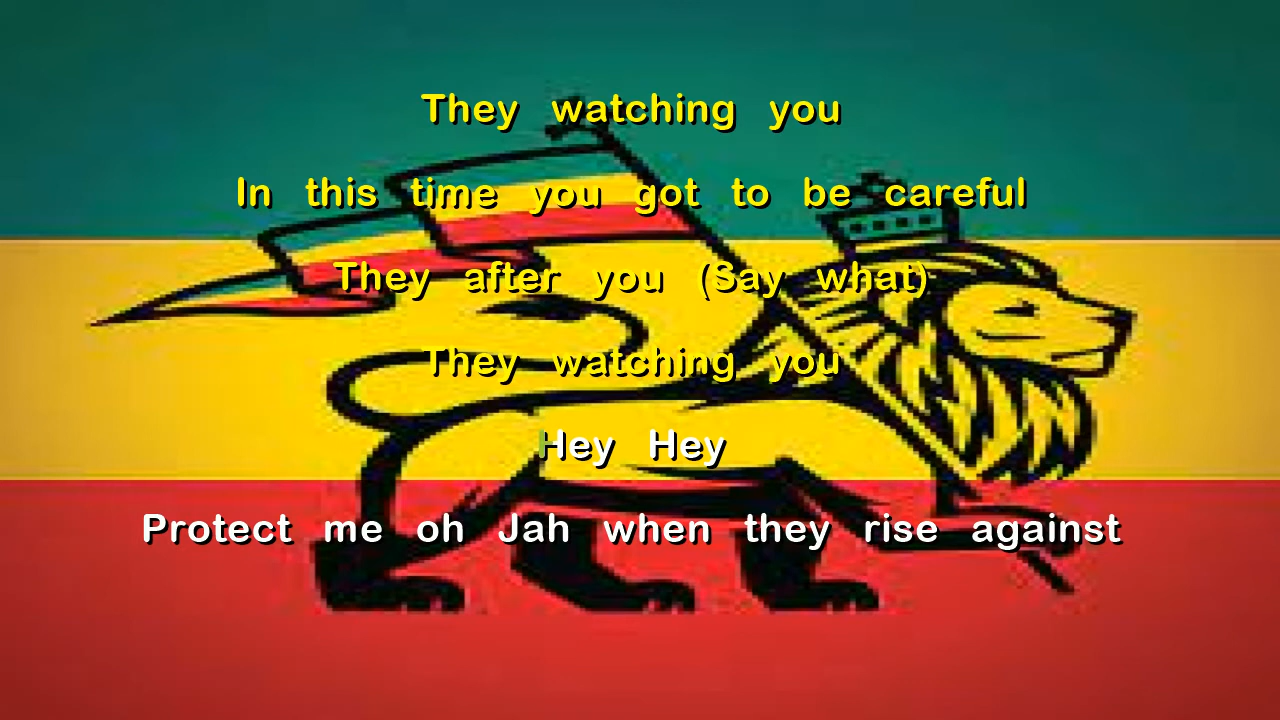 They watching you
In this time you got to be careful
They after you (Say what)
They watching you
Hey Hey
Protect me oh Jah when they rise against